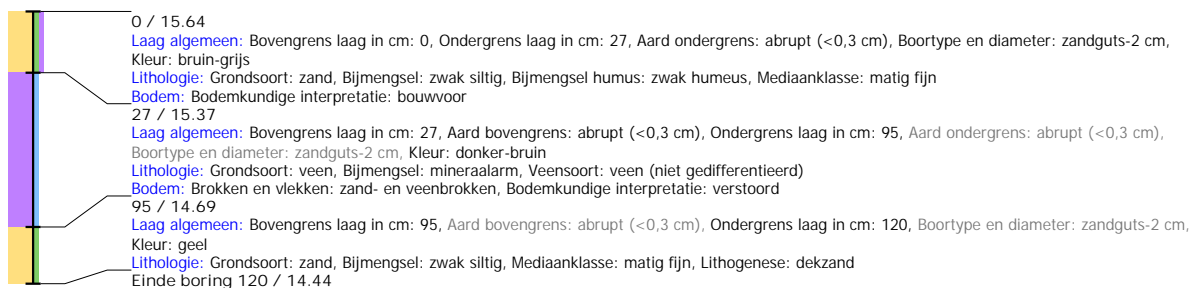 0 / 15.64
Laag algemeen: Bovengrens laag in cm: 0, Ondergrens laag in cm: 27, Aard ondergrens: abrupt (<0,3 cm), Boortype en diameter: zandguts-2 cm,
Kleur: bruin-grijs
Lithologie: Grondsoort: zand, Bijmengsel: zwak siltig, Bijmengsel humus: zwak humeus, Mediaanklasse: matig fijn
Bodem: Bodemkundige interpretatie: bouwvoor
27 / 15.37
Laag algemeen: Bovengrens laag in cm: 27, Aard bovengrens: abrupt (<0,3 cm), Ondergrens laag in cm: 95, Aard ondergrens: abrupt (<0,3 cm),
Boortype en diameter: zandguts-2 cm, Kleur: donker-bruin
Lithologie: Grondsoort: veen, Bijmengsel: mineraalarm, Veensoort: veen (niet gedifferentieerd)
Bodem: Brokken en vlekken: zand- en veenbrokken, Bodemkundige interpretatie: verstoord
95 / 14.69
Laag algemeen: Bovengrens laag in cm: 95, Aard bovengrens: abrupt (<0,3 cm), Ondergrens laag in cm: 120, Boortype en diameter: zandguts-2 cm,
Kleur: geel
Lithologie: Grondsoort: zand, Bijmengsel: zwak siltig, Mediaanklasse: matig fijn, Lithogenese: dekzand
Einde boring 120 / 14.44